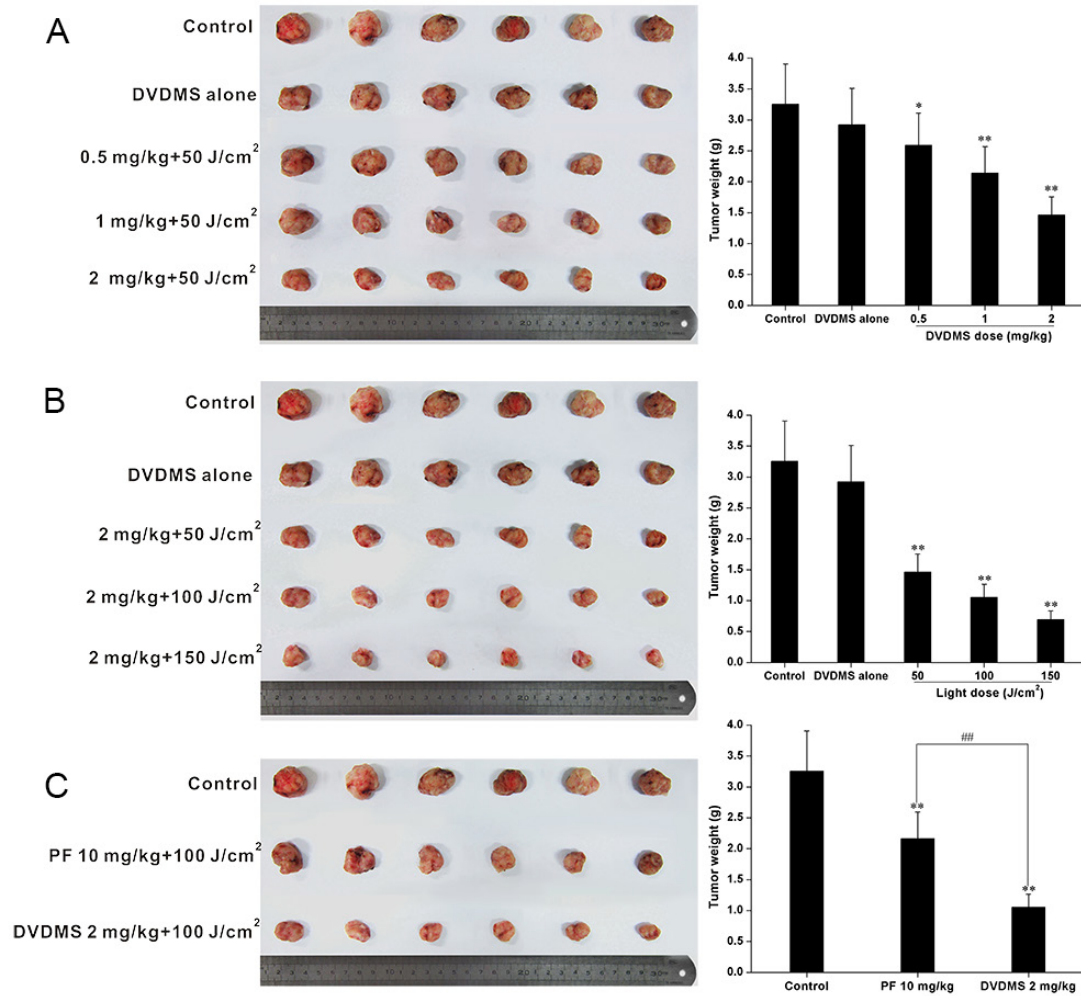 A
Control
DVDMS alone
0.5 mg/kg+50 J/cm²
1 mg/kg+50 J/cm²
2 mg/kg+50 J/cm²
Tumor weight (g)
4.0
3.5
3.0
2.5
2.0
1.5
1.0
0.5
0.0
*
**
**
Control DVDMS alone 0.5 1 2
DVDMS dose (mg/kg)
B
Control
DVDMS alone
2 mg/kg+50 J/cm²
2 mg/kg+100 J/cm²
2 mg/kg+150 J/cm²
Tumor weight (g)
4.0
3.5
3.0
2.5
2.0
1.5
1.0
0.5
0.0
**
**
**
Control DVDMS alone 50 100 150
Light dose (J/cm²)
C
Control
PF 10 mg/kg+100 J/cm²
DVDMS 2 mg/kg+100 J/cm²
Tumor weight (g)
4.0
3.5
3.0
2.5
2.0
1.5
1.0
0.5
0.0
##
**
**
Control PF 10 mg/kg DVDMS 2 mg/kg